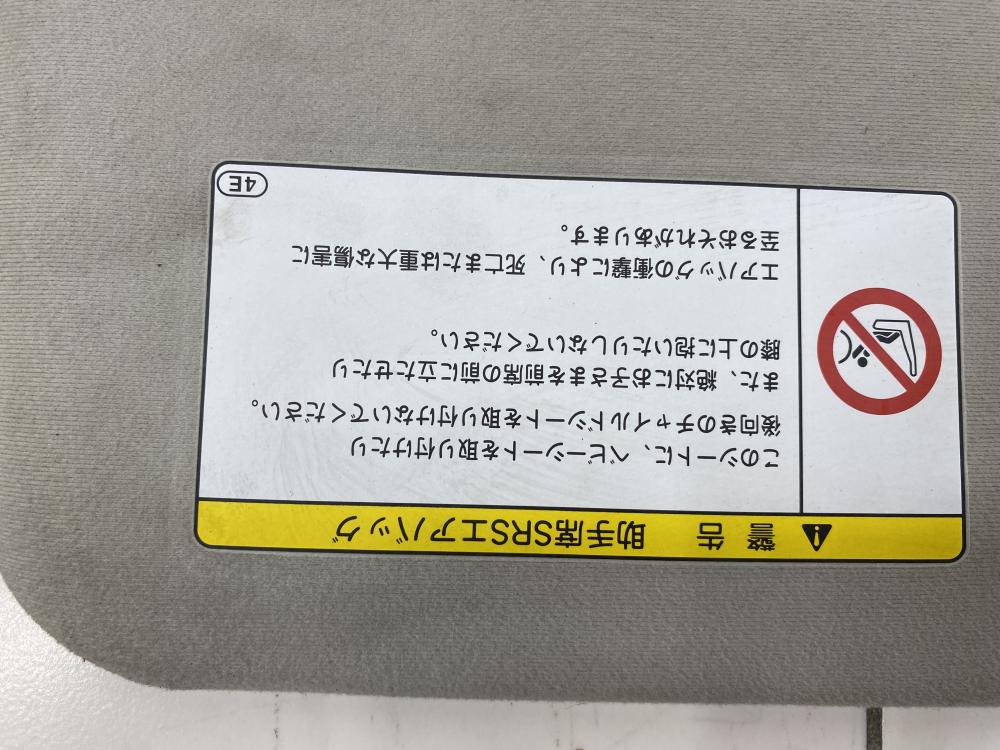 警告 助手席SRSエアバッグ
このシートに、ベビーシートを取り付けたり
後向きのチャイルドシートを取り付けないでください。
また、絶対にお子さまを前席の前に立たせたり
膝の上に抱いたりしないでください。
エアバッグの衝撃により、死亡または重大な傷害に
至るおそれがあります。
4E